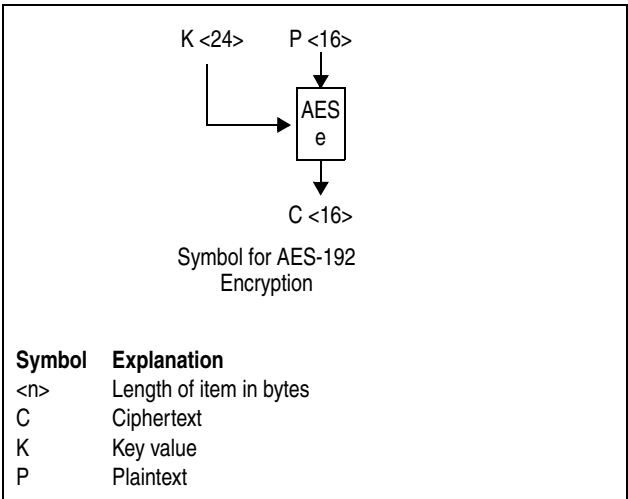 K <24> P <16>
AES
e
C <16>
Symbol for AES-192
Encryption
Symbol Explanation
<n> Length of item in bytes
C Ciphertext
K Key value
P Plaintext